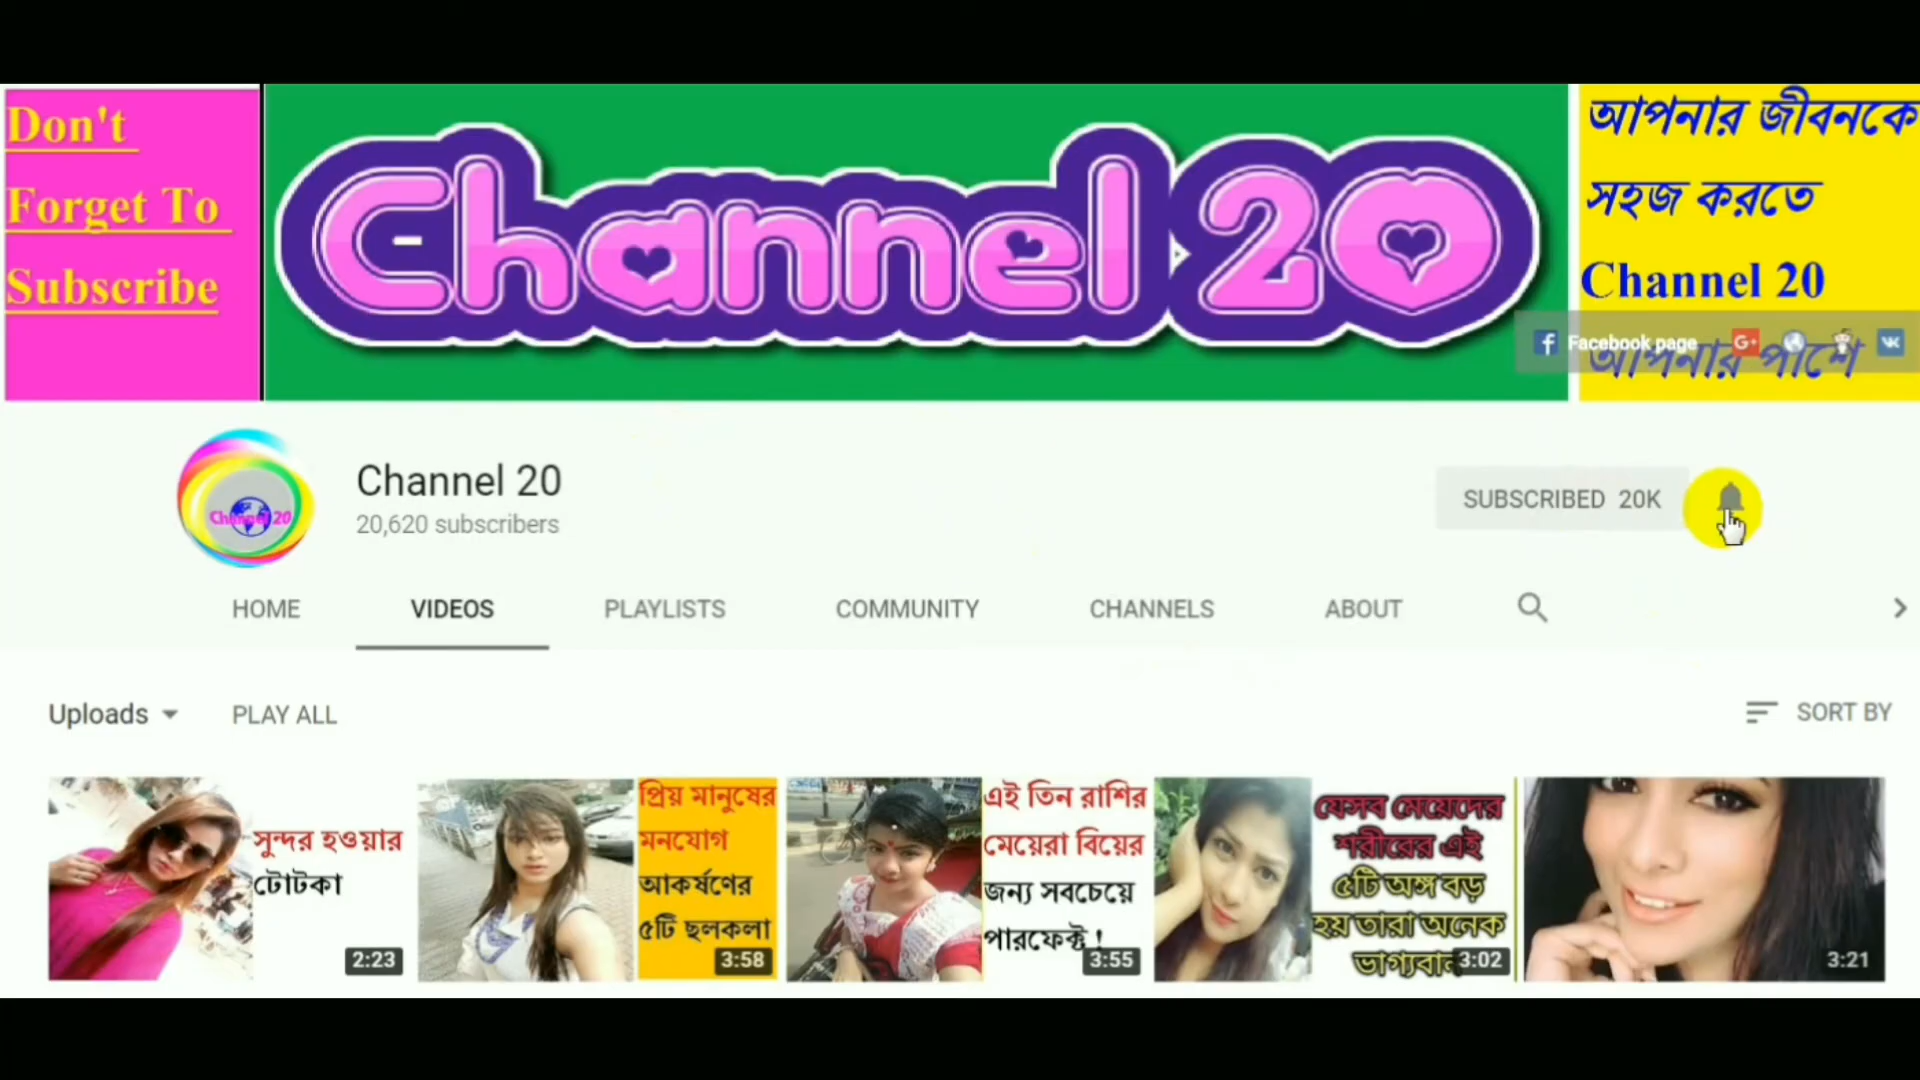 Don't
Forget To
Subscribe
Channel 20
আপনার জীবনকে
সহজ করতে
Channel 20
আপনার পাশে
Facebook page
G+
Channel 20
Channel 20
20,620 subscribers
SUBSCRIBED 20K
HOME VIDEOS PLAYLISTS COMMUNITY CHANNELS ABOUT
Uploads PLAY ALL SORT BY
সুন্দর হওয়ার
টোটকা
2:23
প্রিয় মানুষের
মনযোগ
আকর্ষণের
৫টি ছলকলা
3:58
এই তিন রাশির
মেয়েরা বিয়ের
জন্য সবচেয়ে
পারফেক্ট !
3:55
যেসব মেয়েদের
শরীরের এই
৫টি অঙ্গ বড়
হয় তারা অনেক
ভাগ্যবান
3:02
3:21